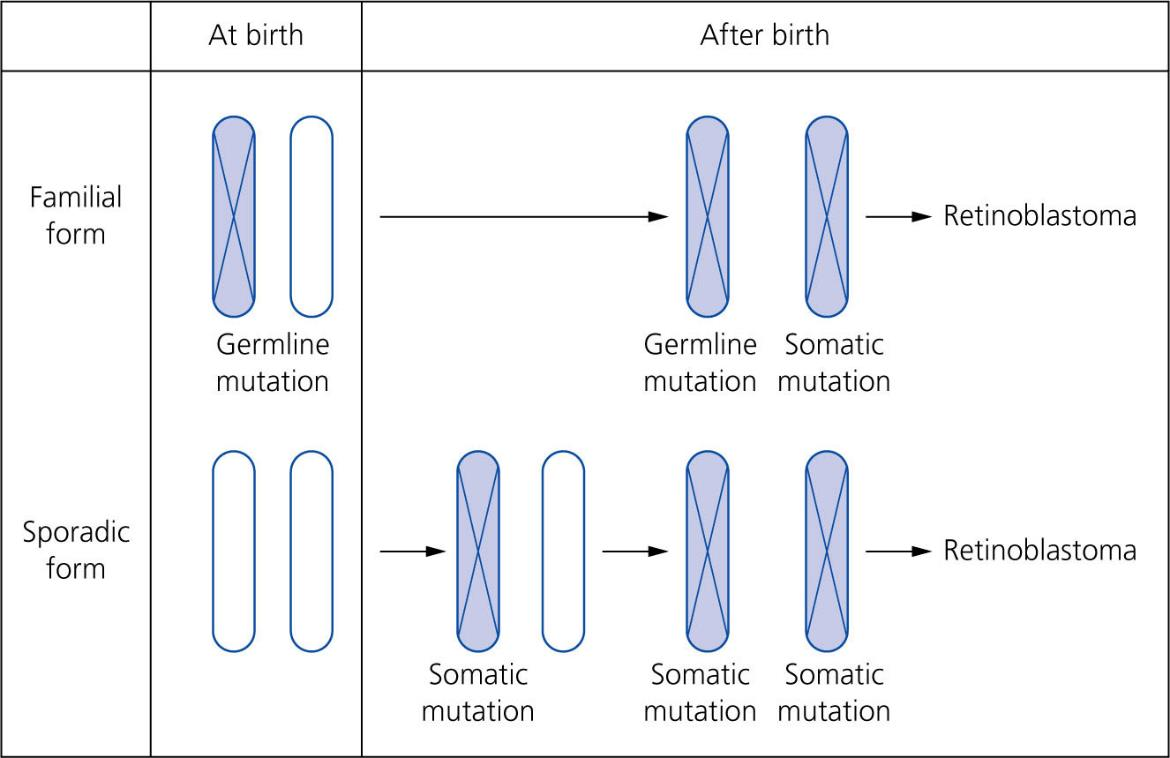 At birth
After birth
Familial
form
Retinoblastoma
Germline
mutation
Germline
mutation
Somatic
mutation
Sporadic
form
Retinoblastoma
Somatic
mutation
Somatic
mutation
Somatic
mutation